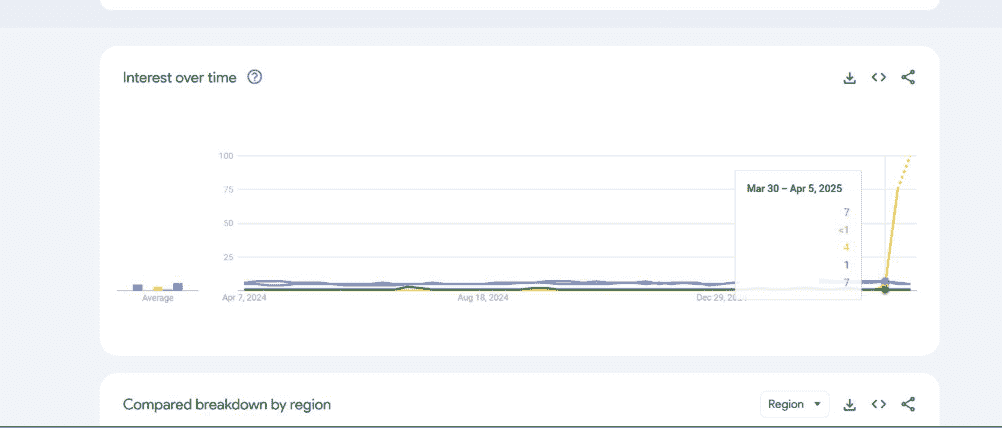 Interest over time
100
75
50
25
Mar 30 – Apr 5, 2025
7
<1
4
1
7
Average
Apr 7, 2024
Aug 18, 2024
Dec 29,
Compared breakdown by region
Region